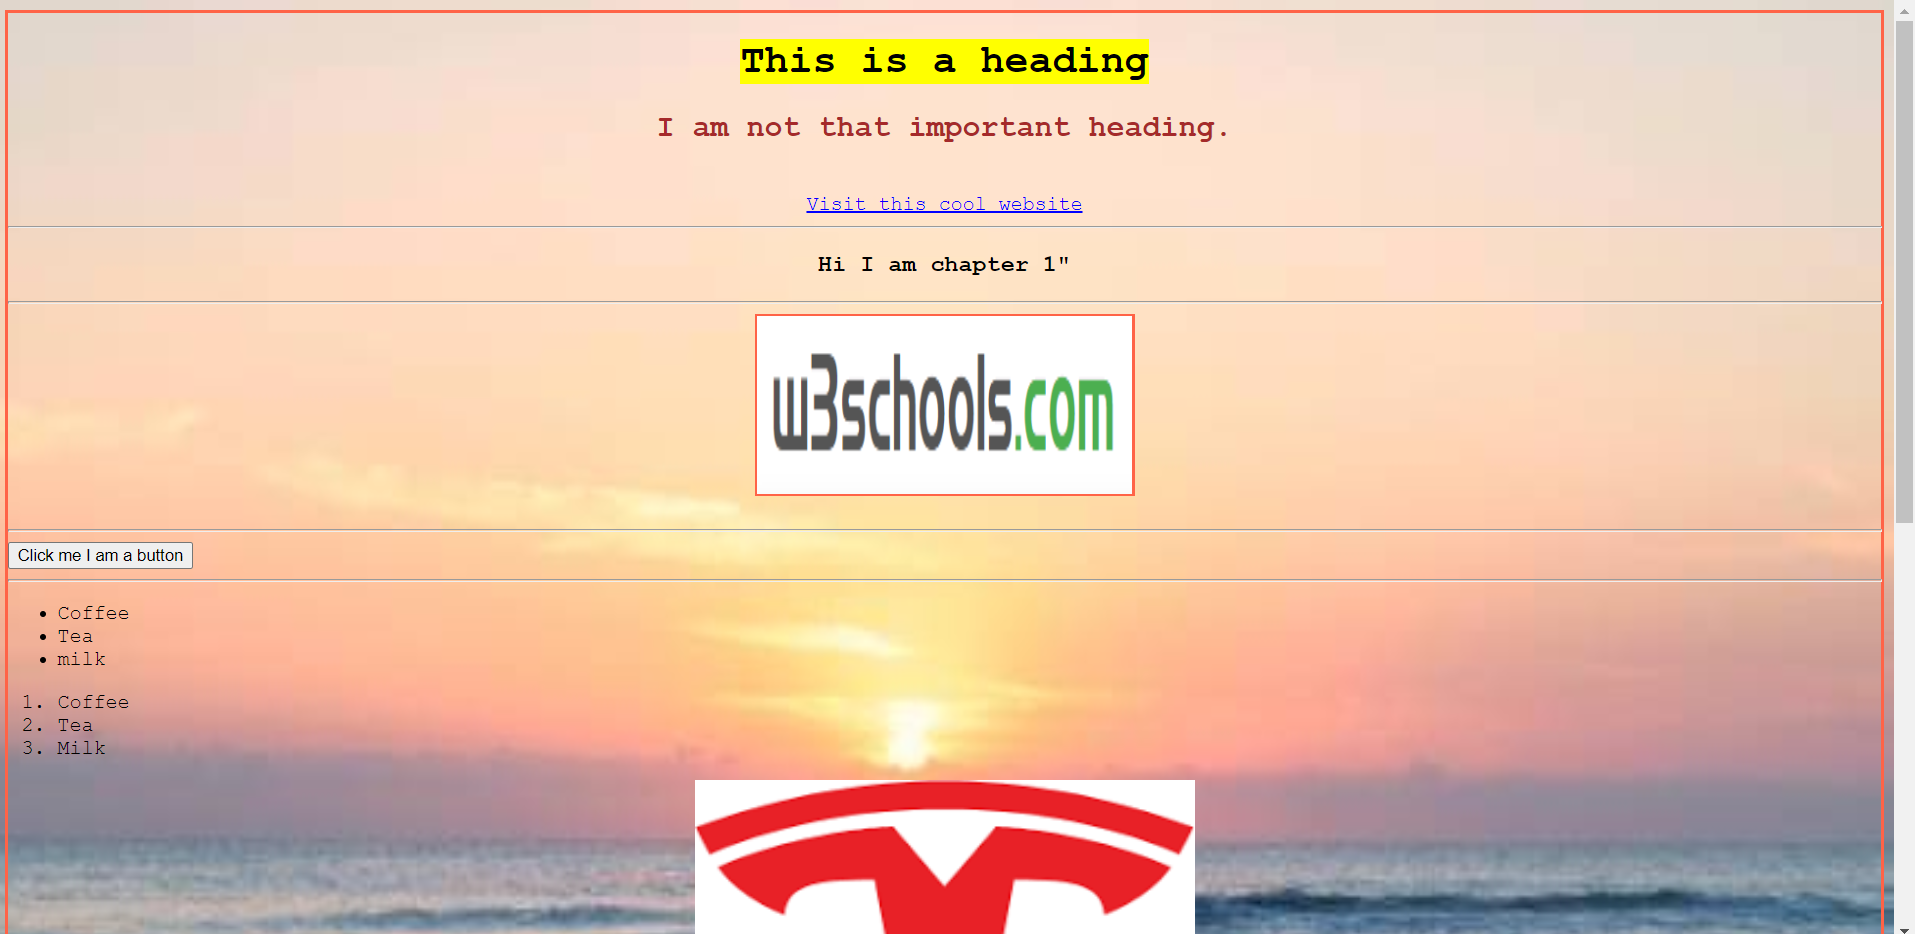 This is a heading
I am not that important heading.
Visit this cool website
Hi I am chapter 1"
w3schools.com
Click me I am a button
• Coffee
• Tea
• milk
1. Coffee
2. Tea
3. Milk